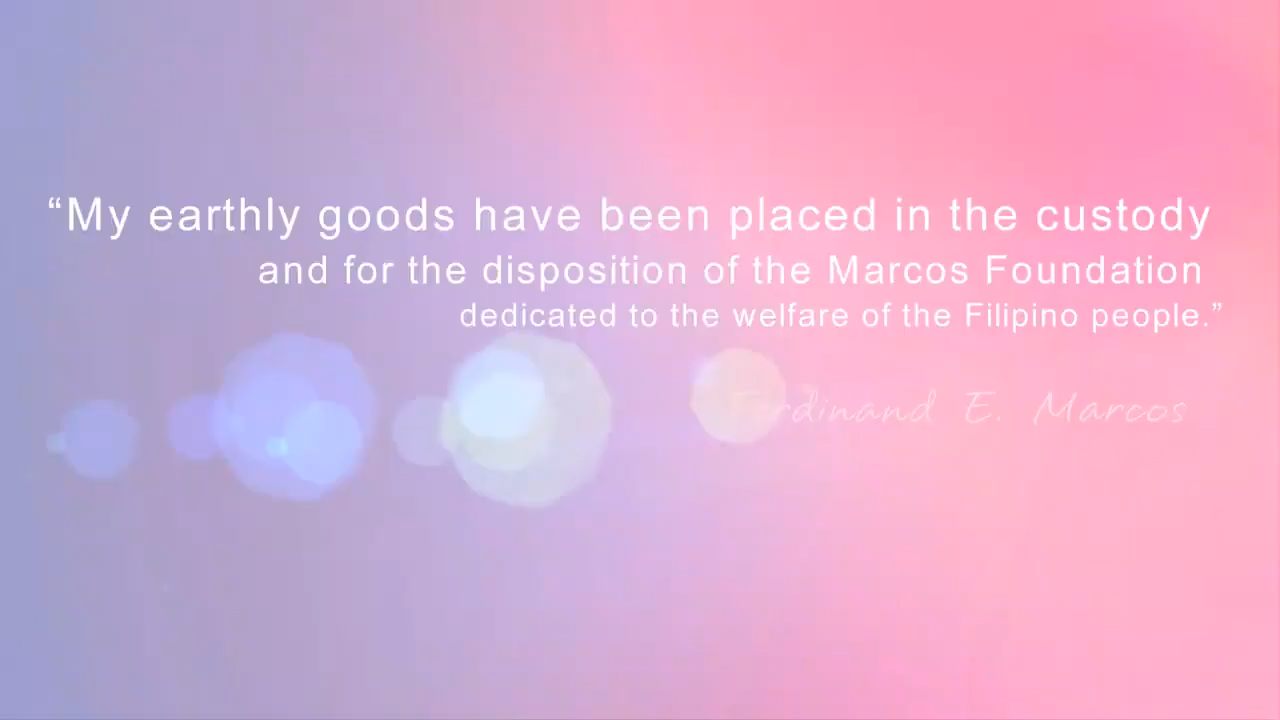 “My earthly goods have been placed in the custody
and for the disposition of the Marcos Foundation
dedicated to the welfare of the Filipino people.”
Ferdinand E. Marcos